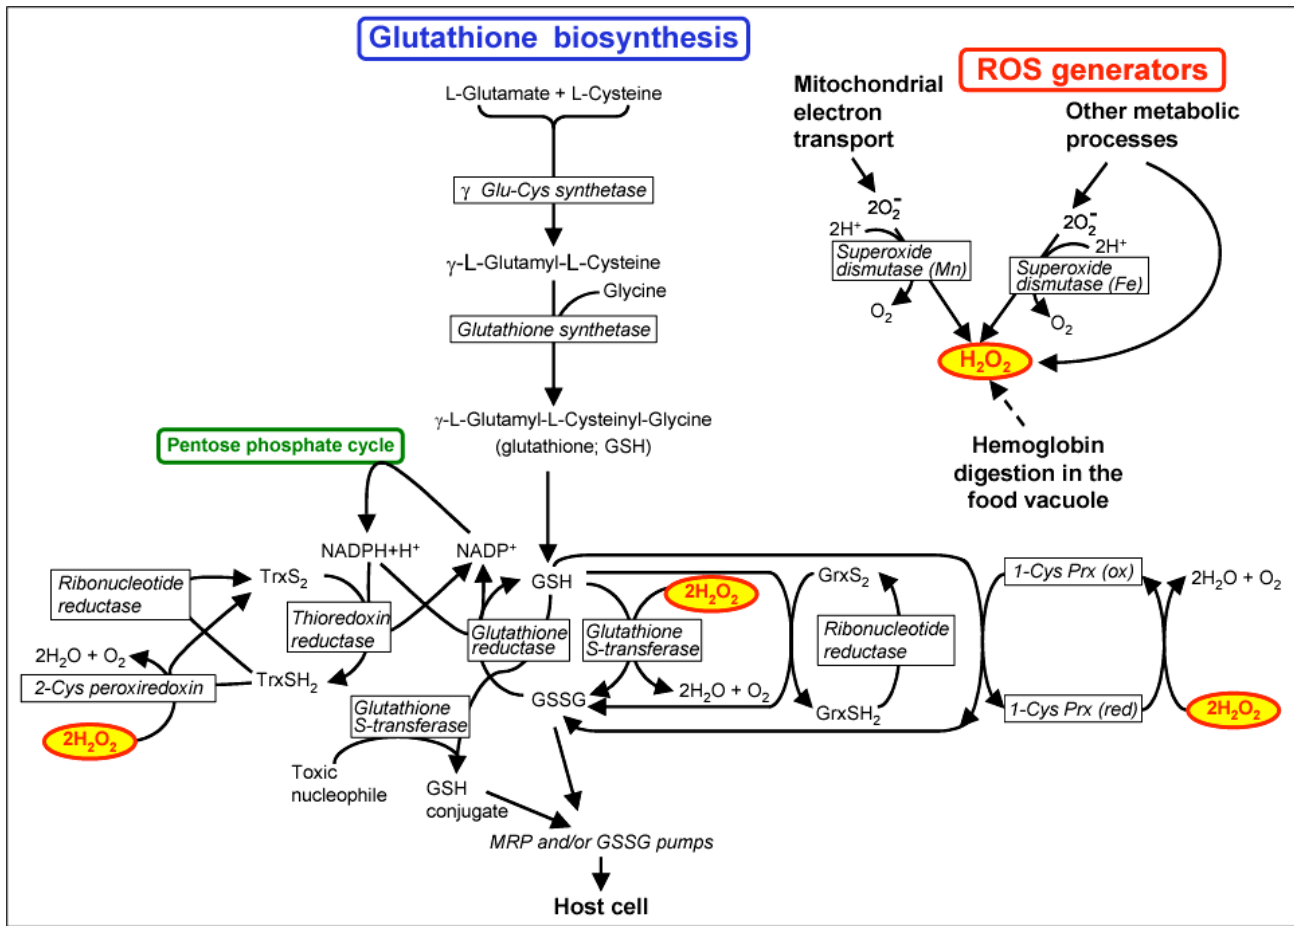 Glutathione biosynthesis
ROS generators
L-Glutamate + L-Cysteine
Mitochondrial
electron
transport
Other metabolic
processes
γ Glu-Cys synthetase
2O₂⁻
2H⁺
2O₂⁻
2H⁺
Superoxide
dismutase (Mn)
Superoxide
dismutase (Fe)
γ-L-Glutamyl-L-Cysteine
Glycine
O₂
O₂
Glutathione synthetase
H₂O₂
γ-L-Glutamyl-L-Cysteinyl-Glycine
(glutathione; GSH)
Hemoglobin
digestion in the
food vacuole
Pentose phosphate cycle
NADPH+H⁺
NADP⁺
Ribonucleotide
reductase
TrxS₂
GSH
2H₂O₂
GrxS₂
1-Cys Prx (ox)
2H₂O + O₂
Thioredoxin
reductase
Glutathione
reductase
Glutathione
S-transferase
Ribonucleotide
reductase
2H₂O + O₂
2-Cys peroxiredoxin
TrxSH₂
2H₂O + O₂
GSSG
GrxSH₂
1-Cys Prx (red)
2H₂O₂
2H₂O₂
Glutathione
S-transferase
Toxic
nucleophile
GSH
conjugate
MRP and/or GSSG pumps
Host cell